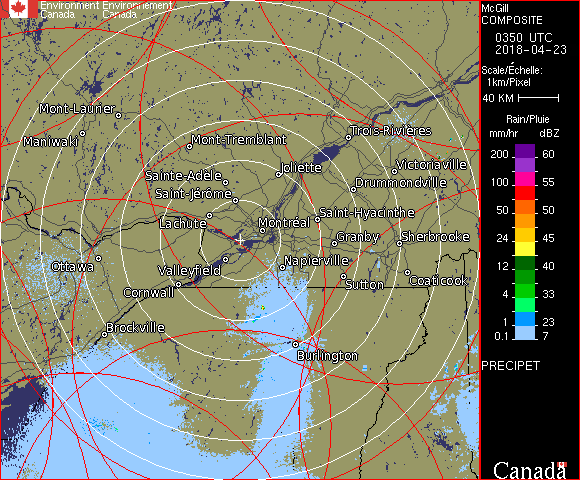 Environment Environnement
Canada Canada
McGill
COMPOSITE
0350 UTC
2018-04-23
Scale/Échelle:
1km/Pixel
40 KM
Rain/Pluie
mm/hr dBZ
200 60
100 55
50 50
24 45
12 40
4 33
1 23
0.1 7
PRECIPET
Canada
Mont-Laurier
Maniwaki
Mont-Tremblant
Trois-Rivières
Sainte-Adèle
Joliette
Victoriaville
Saint-Jérôme
Drummondville
Lachute
Montréal
Saint-Hyacinthe
Granby
Sherbrooke
Ottawa
Valleyfield
Napierville
Cornwall
Sutton
Coaticook
Brockville
Burlington